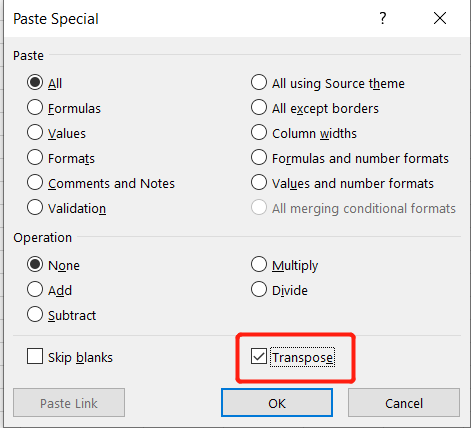 Paste Special ? ×
Paste
All All using Source theme
Formulas All except borders
Values Column widths
Formats Formulas and number formats
Comments and Notes Values and number formats
Validation All merging conditional formats
Operation
None Multiply
Add Divide
Subtract
Skip blanks Transpose
Paste Link OK Cancel